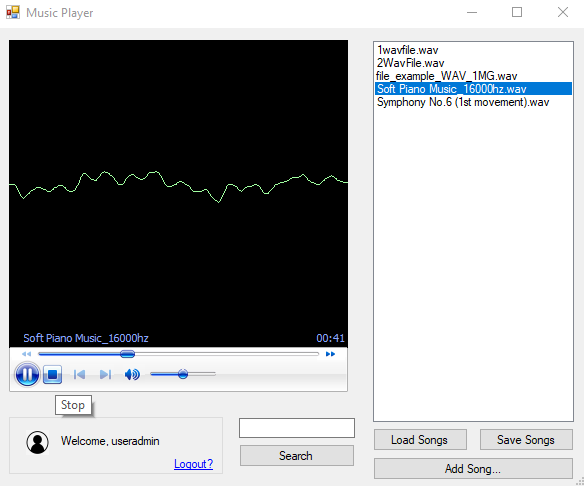 Music Player
1wavfile.wav
2WavFile.wav
file_example_WAV_1MG.wav
Soft Piano Music_16000hz.wav
Symphony No.6 (1st movement).wav
Soft Piano Music_16000hz 00:41
Stop
Welcome, useradmin
Logout?
Search
Load Songs Save Songs
Add Song...